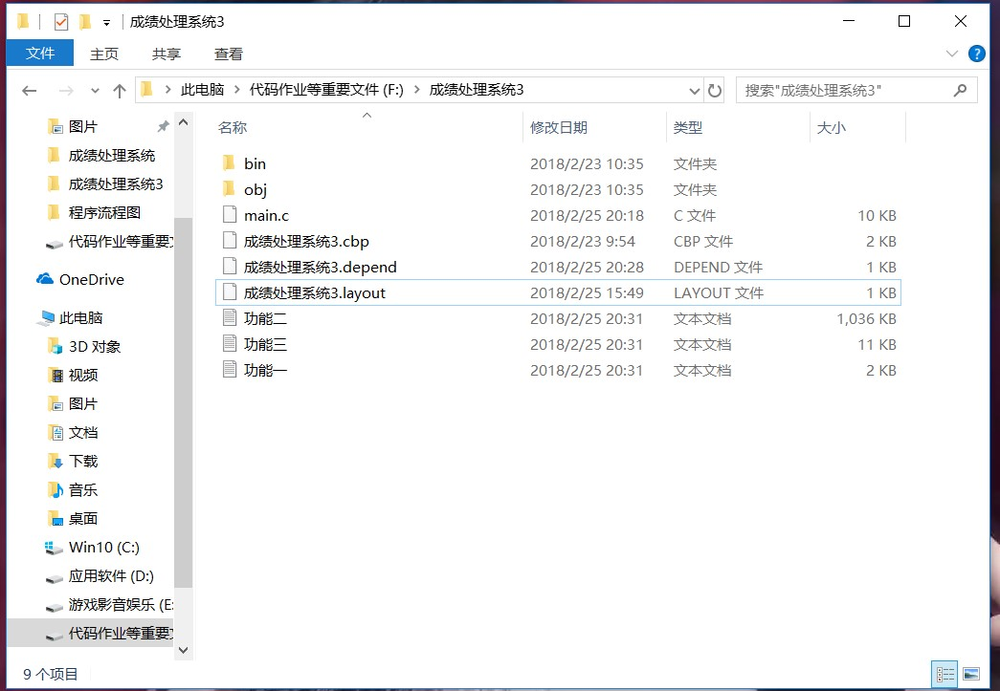 成绩处理系统3
文件 主页 共享 查看
此电脑 代码作业等重要文件 (F:) 成绩处理系统3 搜索"成绩处理系统3"
名称 修改日期 类型 大小
bin 2018/2/23 10:35 文件夹
obj 2018/2/23 10:35 文件夹
main.c 2018/2/25 20:18 C 文件 10 KB
成绩处理系统3.cbp 2018/2/23 9:54 CBP 文件 2 KB
成绩处理系统3.depend 2018/2/25 20:28 DEPEND 文件 1 KB
成绩处理系统3.layout 2018/2/25 15:49 LAYOUT 文件 1 KB
功能二 2018/2/25 20:31 文本文档 1,036 KB
功能三 2018/2/25 20:31 文本文档 11 KB
功能一 2018/2/25 20:31 文本文档 2 KB
图片
成绩处理系统
成绩处理系统3
程序流程图
代码作业等重要
OneDrive
此电脑
3D 对象
视频
图片
文档
下载
音乐
桌面
Win10 (C:)
应用软件 (D:)
游戏影音娱乐 (E:
代码作业等重要
9 个项目